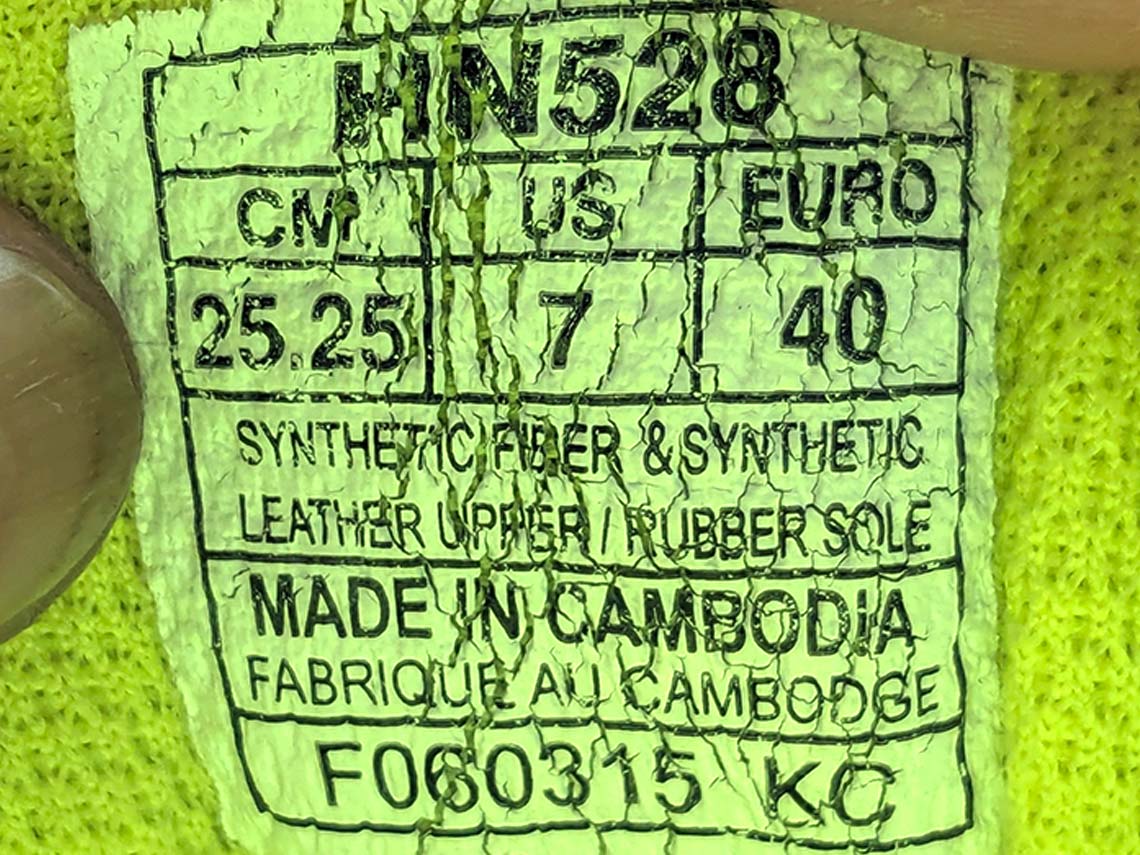 HN528
CM US EURO
25.25 7 40
SYNTHETIC FIBER & SYNTHETIC
LEATHER UPPER / RUBBER SOLE
MADE IN CAMBODIA
FABRIQUE AU CAMBODGE
F060315 KC